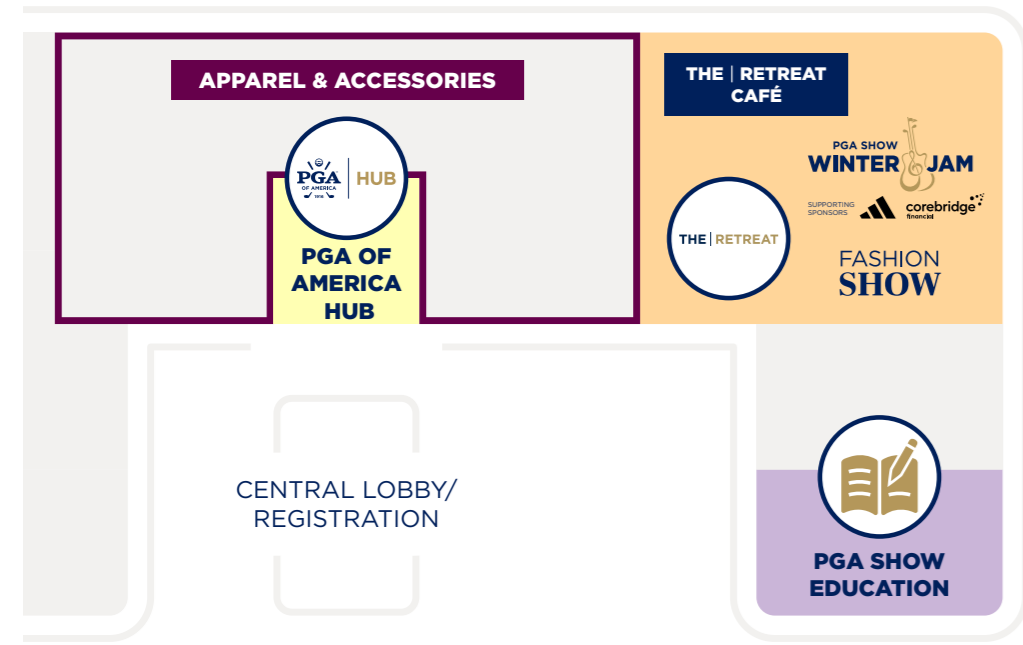 APPAREL & ACCESSORIES
PGA
OF AMERICA
1916
HUB
PGA OF
AMERICA
HUB
THE | RETREAT
CAFÉ
PGA SHOW
WINTER JAM
SUPPORTING
SPONSORS
corebridge
financial
THE | RETREAT
FASHION
SHOW
CENTRAL LOBBY/
REGISTRATION
PGA SHOW
EDUCATION